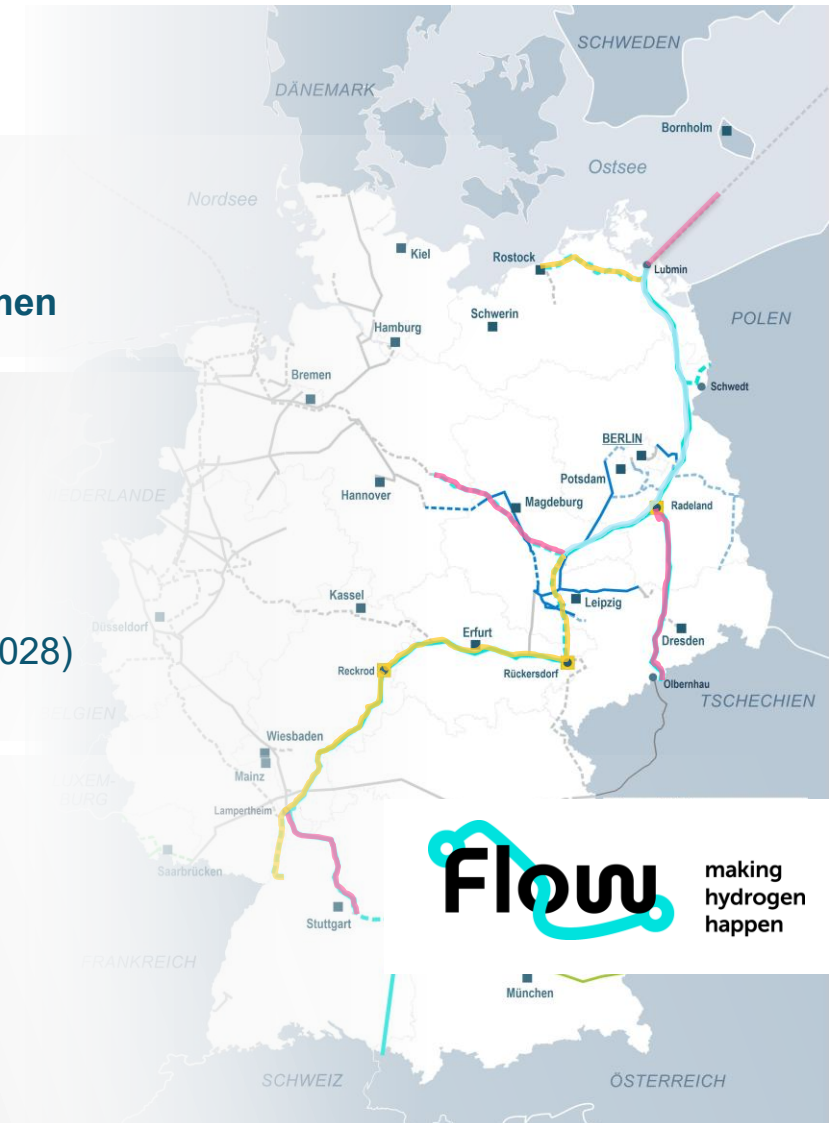 SCHWEDEN
DÄNEMARK
Bornholm
Ostsee
Nordsee
Kiel
Rostock
Lubmin
men
Schwerin
POLEN
Hamburg
Bremen
Schwedt
BERLIN
Potsdam
Hannover
Magdeburg
Radeland
Kassel
Leipzig
Düsseldorf
Erfurt
Dresden
028)
Reckrod
Rückersdorf
Olbernhau
TSCHECHIEN
Wiesbaden
Mainz
Lampertheim
Saarbrücken
Flow
making
hydrogen
happen
Stuttgart
FRANKREICH
München
SCHWEIZ
ÖSTERREICH